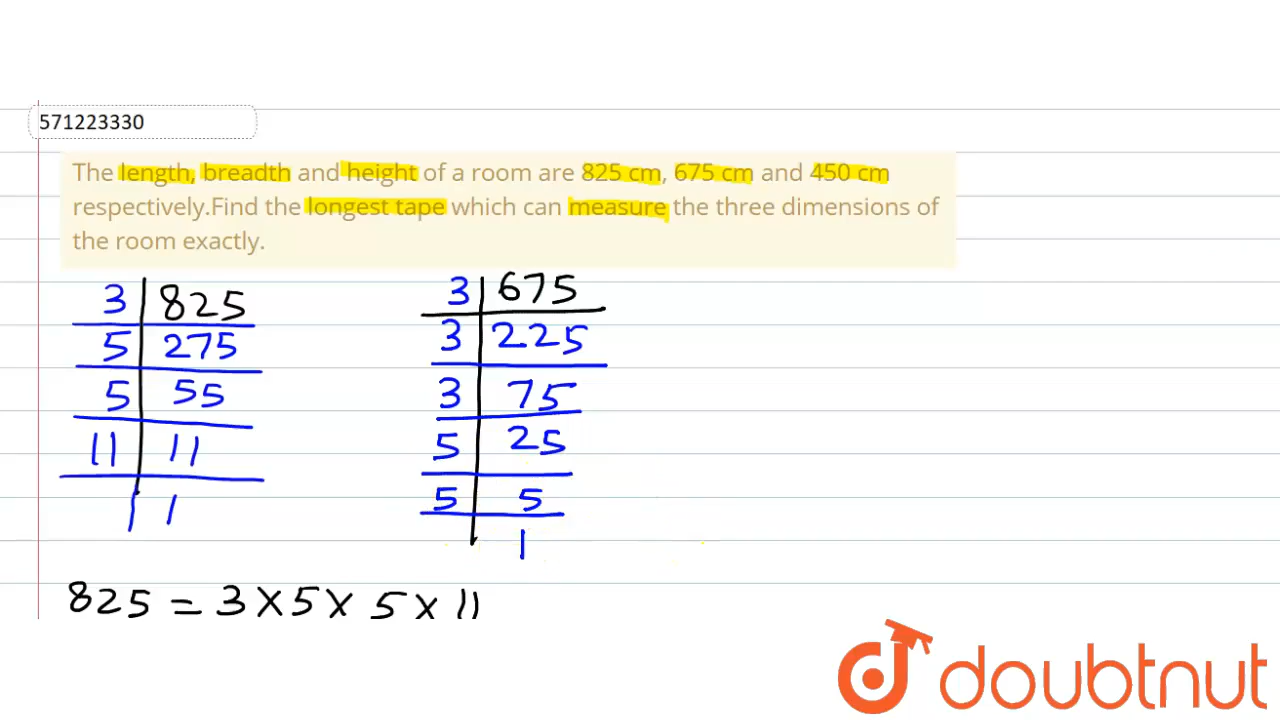 571223330
The length, breadth and height of a room are 825 cm, 675 cm and 450 cm
respectively.Find the longest tape which can measure the three dimensions of
the room exactly.
3 | 825
5 | 275
5 | 55
11 | 11
| 1
3 | 675
3 | 225
3 | 75
5 | 25
5 | 5
| 1
825 = 3 × 5 × 5 × 11
doubtnut